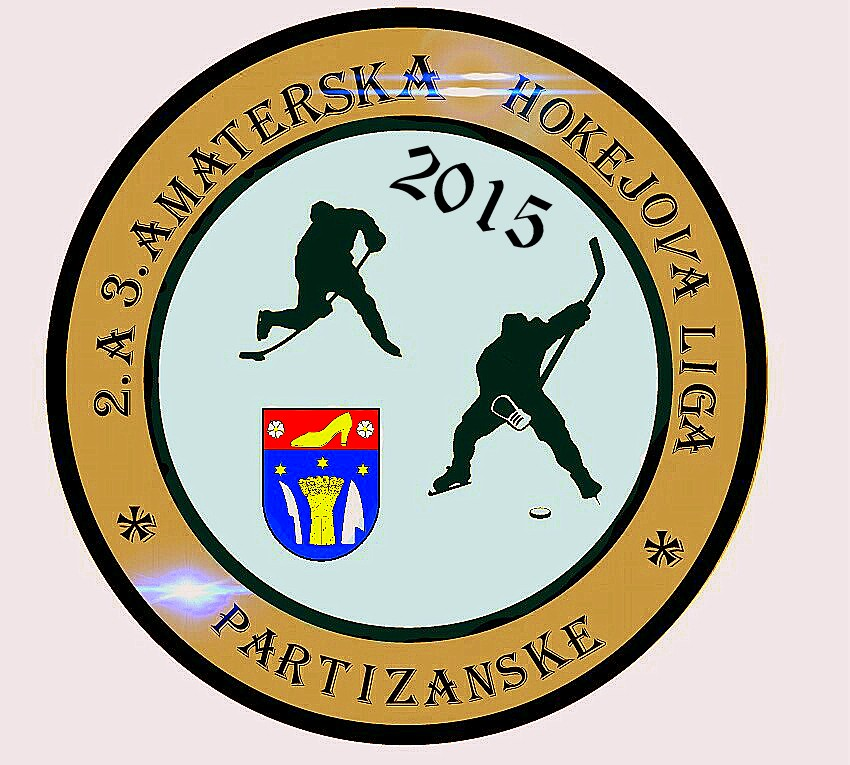 2. A 3. AMATERSKA HOKEJOVA LIGA
2015
PARTIZANSKE